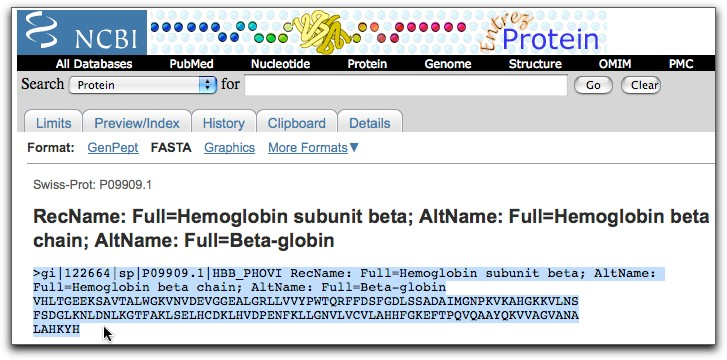 NCBI
Entrez
Protein
All Databases PubMed Nucleotide Protein Genome Structure OMIM PMC
Search Protein for Go Clear
Limits Preview/Index History Clipboard Details
Format: GenPept FASTA Graphics More Formats▼
Swiss-Prot: P09909.1
RecName: Full=Hemoglobin subunit beta; AltName: Full=Hemoglobin beta
chain; AltName: Full=Beta-globin
>gi|122664|sp|P09909.1|HBB_PHOVI RecName: Full=Hemoglobin subunit beta; AltName:
Full=Hemoglobin beta chain; AltName: Full=Beta-globin
VHLTGEEKSAVTALWGKVNVDEVGGEALGRLLVVYPWTQRFFDSFGDLSSADAIMGNPKVKAHGKKVLNS
FSDGLKNLDNLKGTFAKLSELHCDKLHVDPENFKLLGNVLVCVLAHHFGKEFTPQVQAAYQKVVAGVANA
LAHKYH